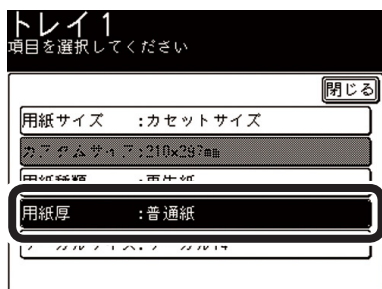 トレイ1
項目を選択してください
閉じる
用紙サイズ :カセットサイズ
カスタムサイズ:210x297mm
用紙厚 :普通紙